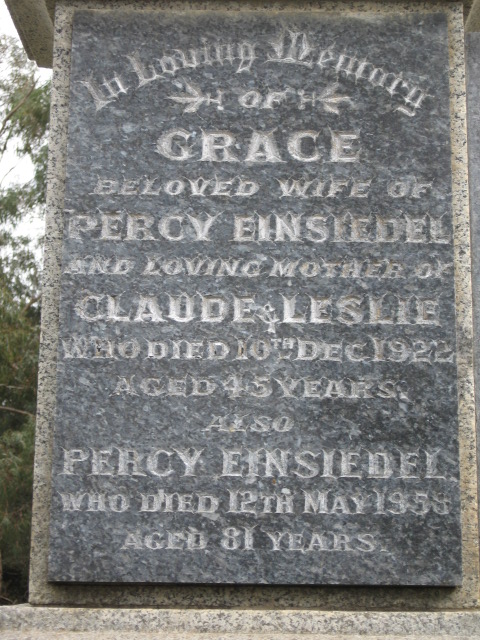 In Loving Memory
OF
GRACE
BELOVED WIFE OF
PERCY EINSIEDEL
AND LOVING MOTHER OF
CLAUDE & LESLIE
WHO DIED 10TH DEC. 1922
AGED 45 YEARS.
ALSO
PERCY EINSIEDEL
WHO DIED 12TH MAY 1958
AGED 81 YEARS.